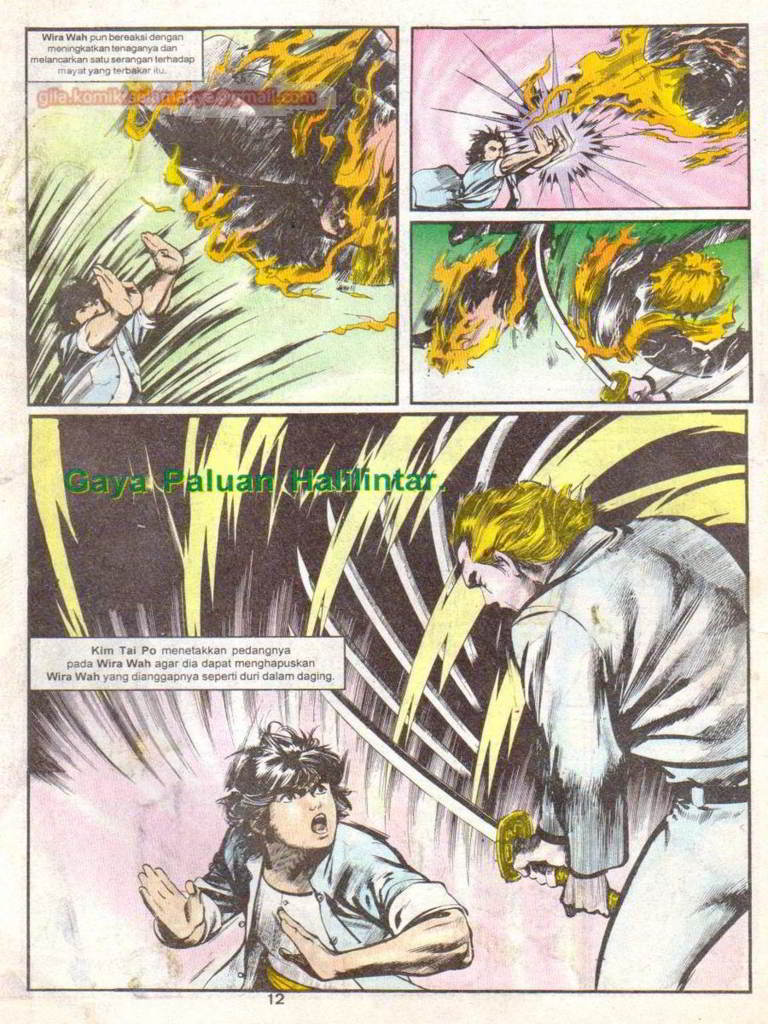 Wira Wah pun bereaksi dengan
meningkatkan tenaganya dan
melancarkan satu serangan terhadap
mayat yang terbakar itu.
Gaya Paluan Halilintar.
Kim Tai Po menetakkan pedangnya
pada Wira Wah agar dia dapat menghapuskan
Wira Wah yang dianggapnya seperti duri dalam daging.
12